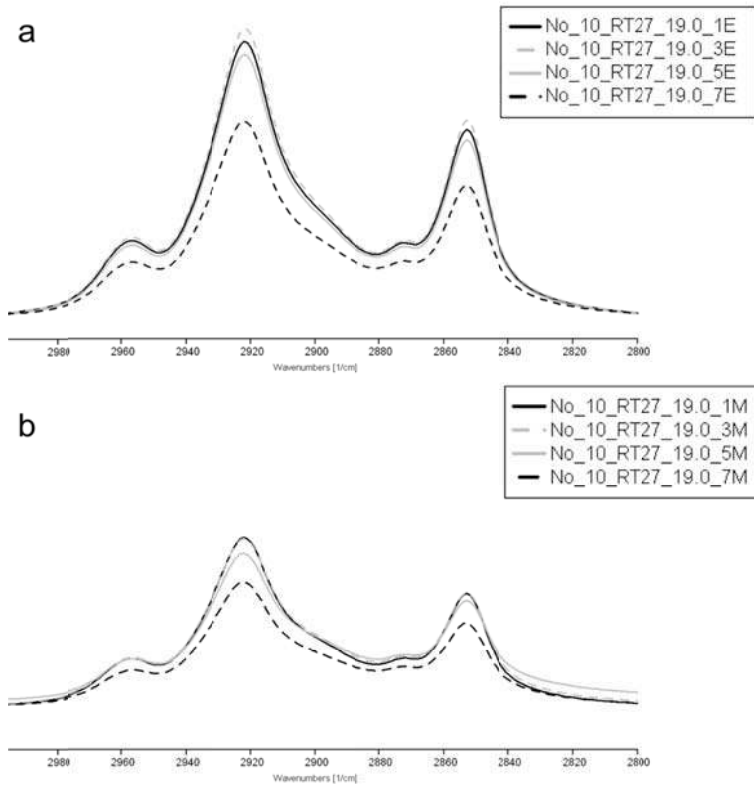 a
No_10_RT27_19.0_1E
No_10_RT27_19.0_3E
No_10_RT27_19.0_5E
No_10_RT27_19.0_7E
2980 2960 2940 2920 2900 2880 2860 2840 2820 2800
Wavenumbers [1/cm]
b
No_10_RT27_19.0_1M
No_10_RT27_19.0_3M
No_10_RT27_19.0_5M
No_10_RT27_19.0_7M
2980 2960 2940 2920 2900 2880 2860 2840 2820 2800
Wavenumbers [1/cm]